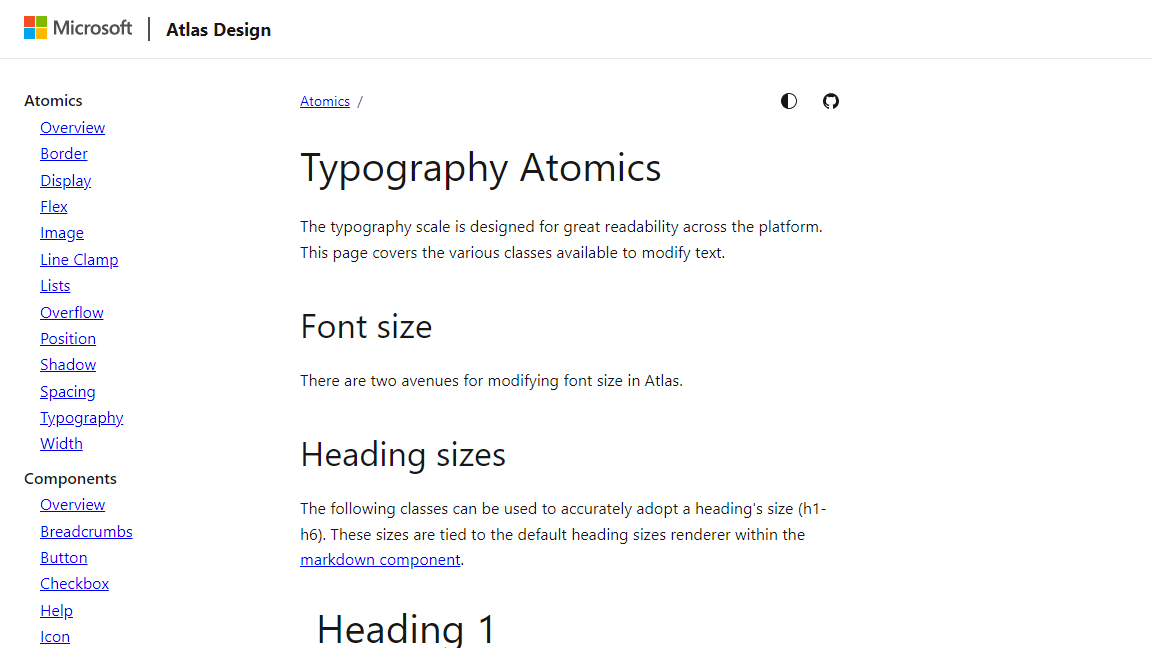 Microsoft | Atlas Design
Atomics
Overview
Border
Display
Flex
Image
Line Clamp
Lists
Overflow
Position
Shadow
Spacing
Typography
Width
Components
Overview
Breadcrumbs
Button
Checkbox
Help
Icon
Atomics /
Typography Atomics
The typography scale is designed for great readability across the platform.
This page covers the various classes available to modify text.
Font size
There are two avenues for modifying font size in Atlas.
Heading sizes
The following classes can be used to accurately adopt a heading's size (h1-
h6). These sizes are tied to the default heading sizes renderer within the
markdown component.
Heading 1